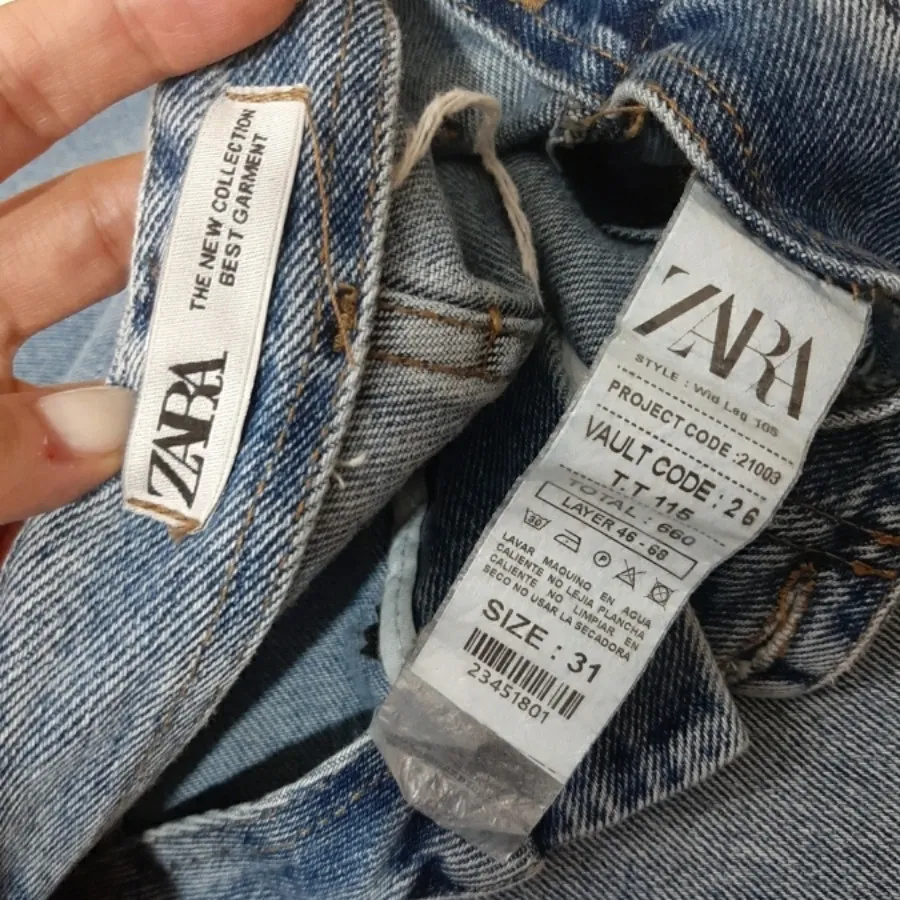 ZARA
THE NEW COLLECTION
BEST GARMENT
ZARA
STYLE : Wid Leg 105
PROJECT CODE :21003
VAULT CODE : 26
T.T 115
TOTAL : 660
LAYER 46 - 68
30
P
LAVAR MAQUINO EN AGUA
CALIENTE NO LEJIA PLANCHA
CALIENTE NO LIMPIAR EN
SECO NO USAR LA SECADORA
SIZE : 31
23451801